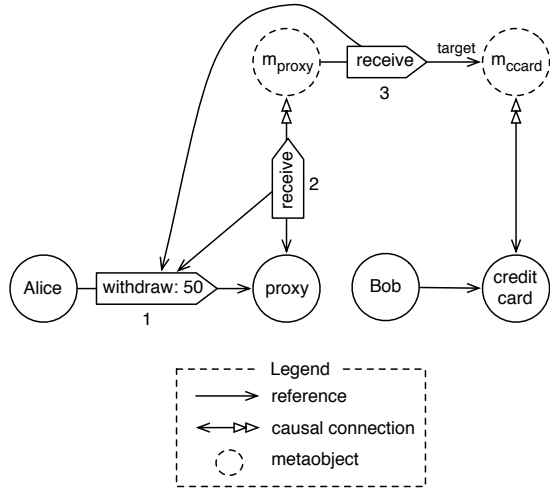 m_proxy
receive
target
m_ccard
3
receive
2
Alice
withdraw: 50
proxy
Bob
credit
card
1
Legend
reference
causal connection
metaobject